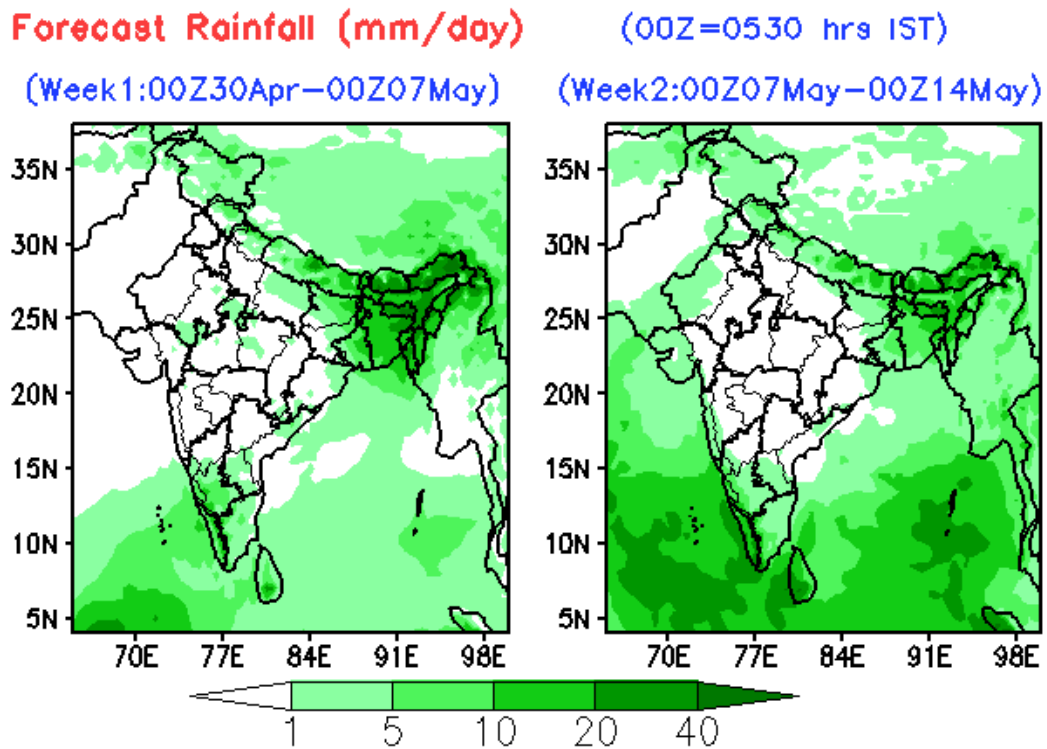 Forecast Rainfall (mm/day)
(00Z=0530 hrs IST)
(Week1:00Z30Apr−00Z07May)
(Week2:00Z07May−00Z14May)
35N
30N
25N
20N
15N
10N
5N
70E 77E 84E 91E 98E
35N
30N
25N
20N
15N
10N
5N
70E 77E 84E 91E 98E
1 5 10 20 40